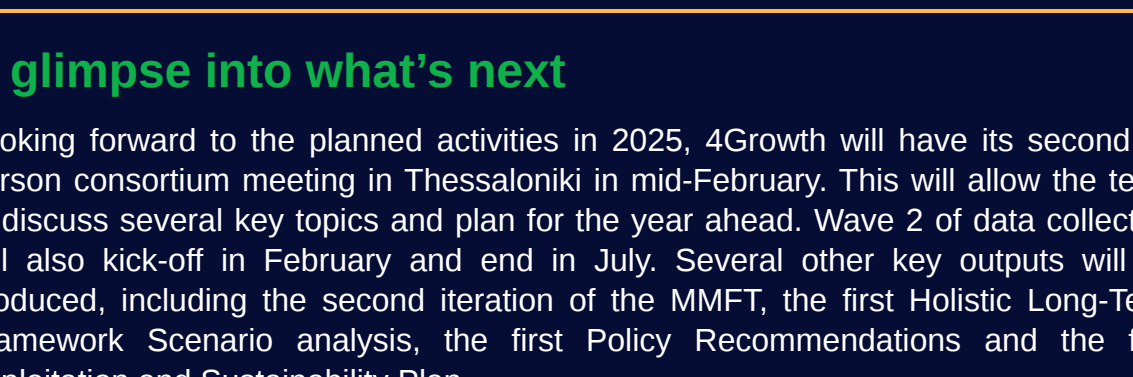 glimpse into what’s next
oking forward to the planned activities in 2025, 4Growth will have its second
rson consortium meeting in Thessaloniki in mid-February. This will allow the te
discuss several key topics and plan for the year ahead. Wave 2 of data collect
l also kick-off in February and end in July. Several other key outputs will
oduced, including the second iteration of the MMFT, the first Holistic Long-Te
amework Scenario analysis, the first Policy Recommendations and the f
ploitation and Sustainability Plan